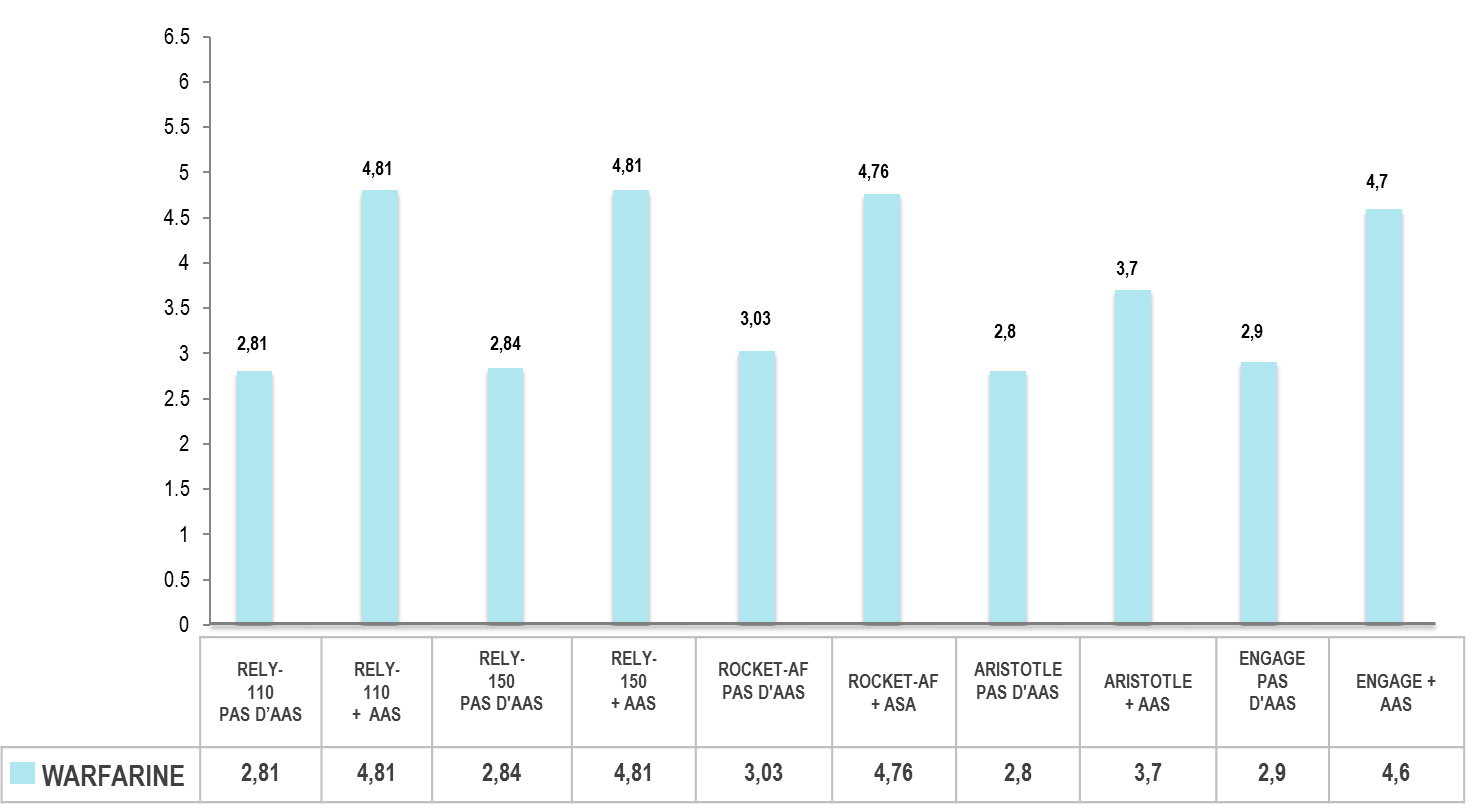 6.5
6
5.5
5
4.5
4
3.5
3
2.5
2
1.5
1
0.5
0
2,81
4,81
2,84
4,81
3,03
4,76
2,8
3,7
2,9
4,7
RELY-
110
PAS D’AAS
RELY-
110
+ AAS
RELY-
150
PAS D'AAS
RELY-
150
+ AAS
ROCKET-AF
PAS D'AAS
ROCKET-AF
+ ASA
ARISTOTLE
PAS D'AAS
ARISTOTLE
+ AAS
ENGAGE
PAS
D'AAS
ENGAGE +
AAS
WARFARINE 2,81 4,81 2,84 4,81 3,03 4,76 2,8 3,7 2,9 4,6